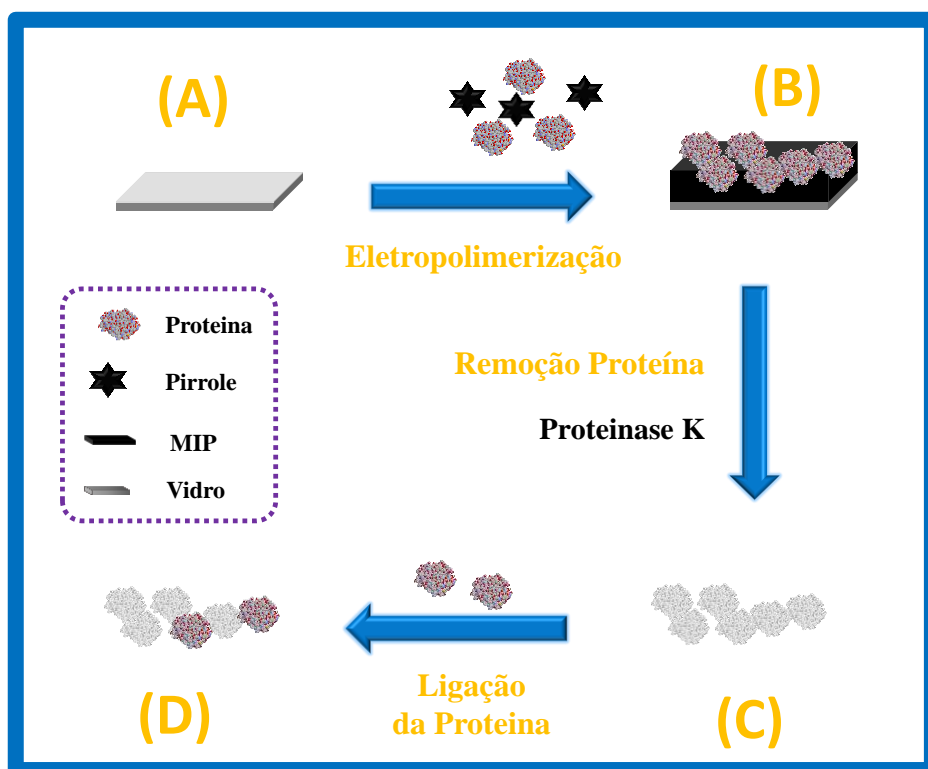 (A)
(B)
Eletropolimerização
Proteina
Pirrole
MIP
Vidro
Remoção Proteína
Proteinase K
(D)
Ligação
da Proteina
(C)